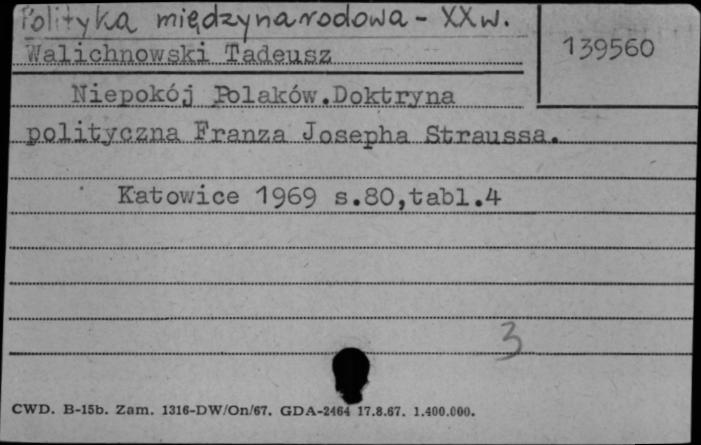 Polityka międzynarodowa - XX w.
139560
Walichnowski Tadeusz
Niepokój Polaków.Doktryna
polityczna Franza Josepha Straussa.
Katowice 1969 s.80,tabl.4
3
CWD. B-15b. Zam. 1316-DW/On/67. GDA-2464 17.8.67. 1.400.000.